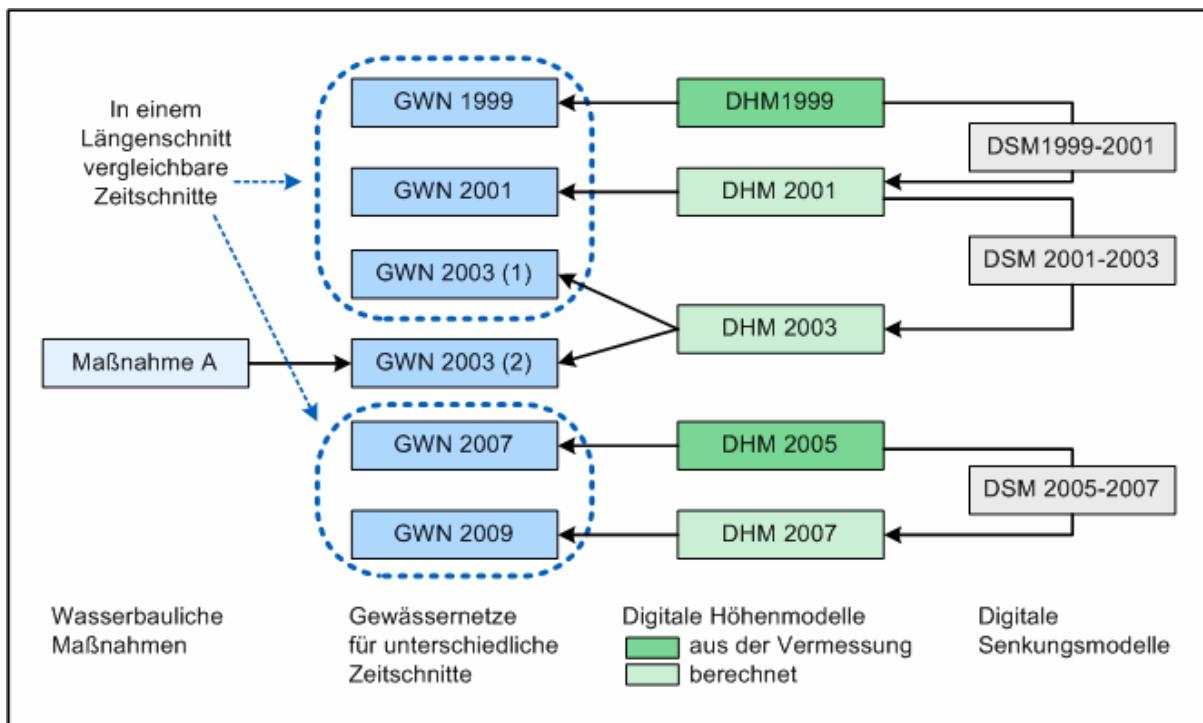 GWN 1999
DHM1999
In einem
Längenschnitt
vergleichbare
Zeitschnitte
DSM1999-2001
GWN 2001
DHM 2001
GWN 2003 (1)
DSM 2001-2003
DHM 2003
Maßnahme A
GWN 2003 (2)
GWN 2007
DHM 2005
DSM 2005-2007
GWN 2009
DHM 2007
Wasserbauliche
Maßnahmen
Gewässernetze
für unterschiedliche
Zeitschnitte
Digitale Höhenmodelle
aus der Vermessung
berechnet
Digitale
Senkungsmodelle